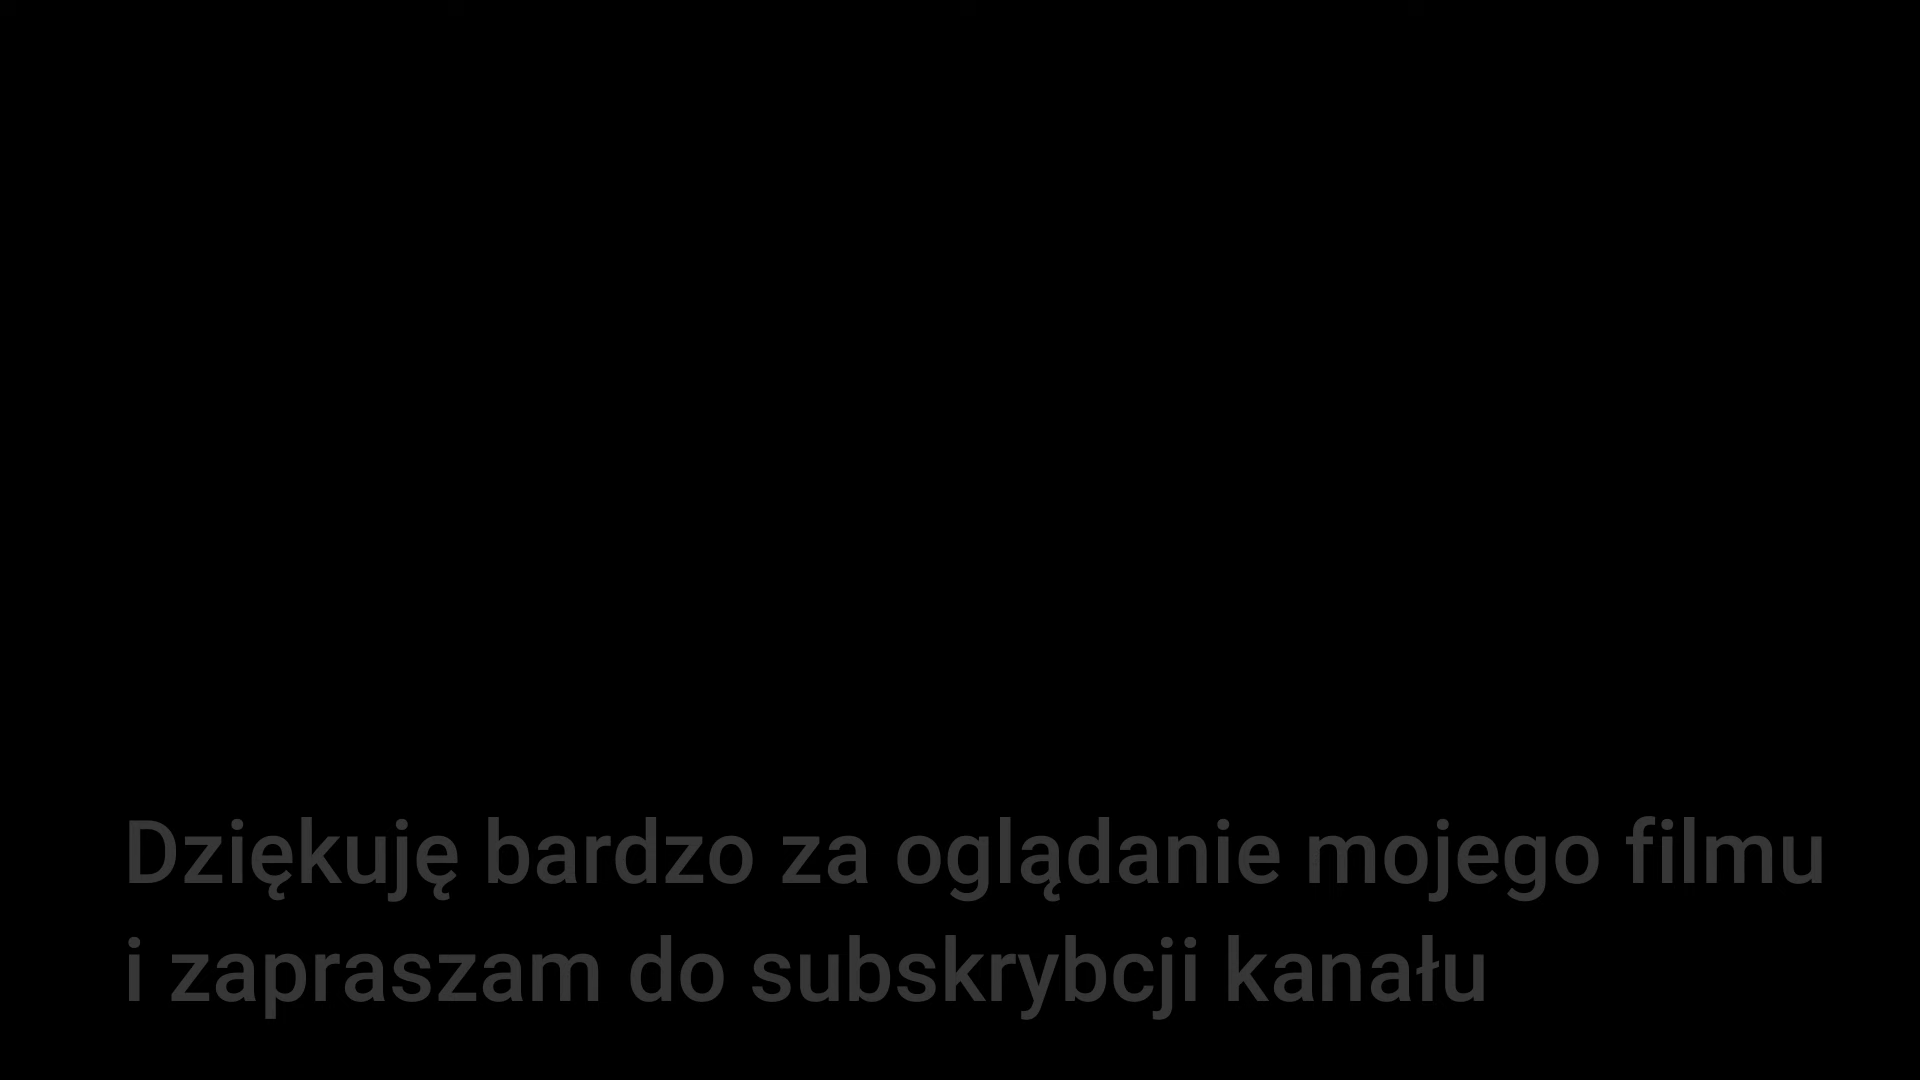 Dziękuję bardzo za oglądanie mojego filmu
i zapraszam do subskrybcji kanału